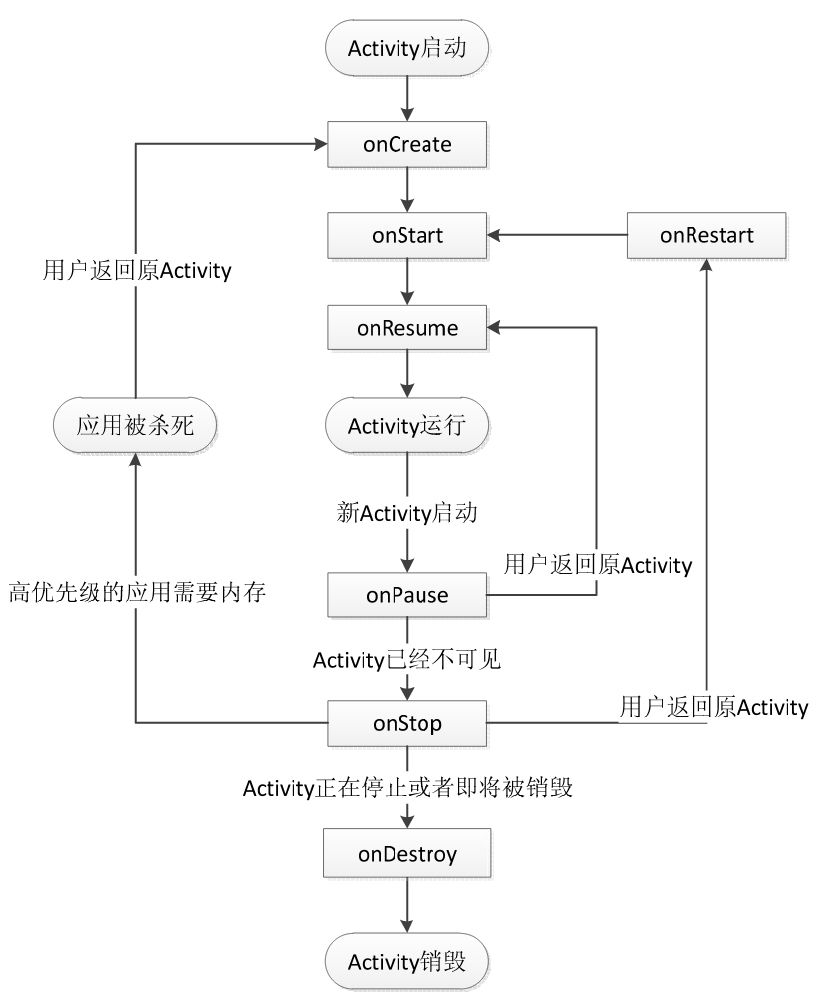 Activity启动
onCreate
onStart
onRestart
用户返回原Activity
onResume
应用被杀死
Activity运行
新Activity启动
用户返回原Activity
高优先级的应用需要内存
onPause
Activity已经不可见
用户返回原Activity
onStop
Activity正在停止或者即将被销毁
onDestroy
Activity销毁